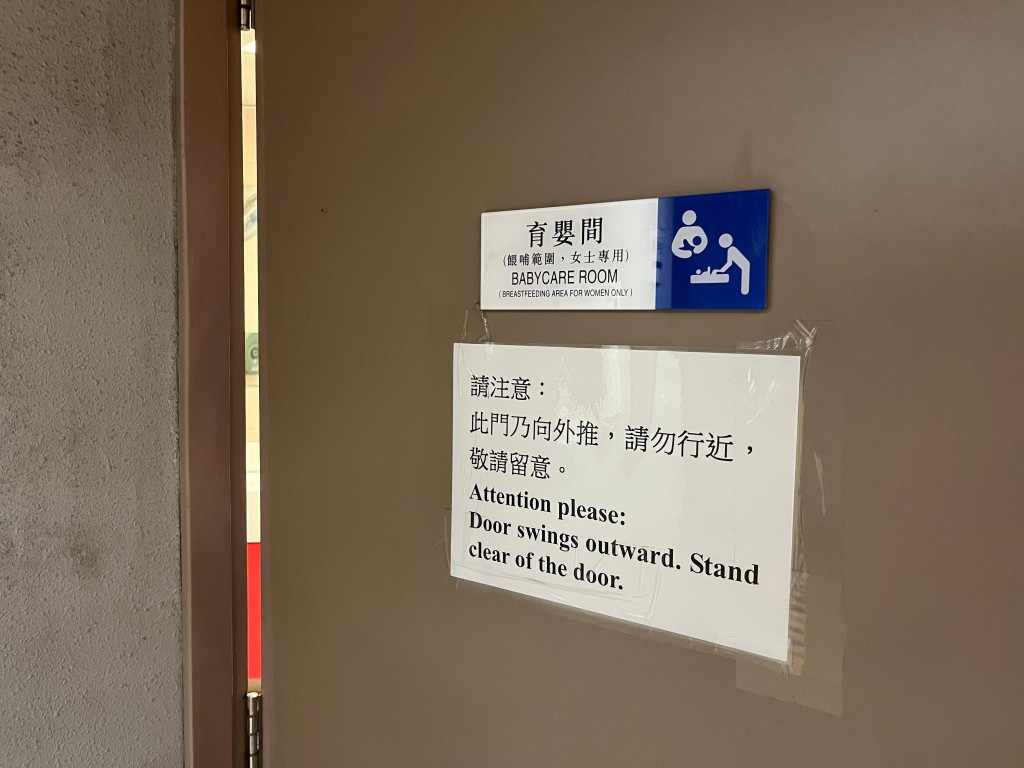 育嬰間
(餵哺範圍，女士專用)
BABYCARE ROOM
(BREASTFEEDING AREA FOR WOMEN ONLY)
請注意：
此門乃向外推，請勿行近，
敬請留意。
Attention please:
Door swings outward. Stand
clear of the door.